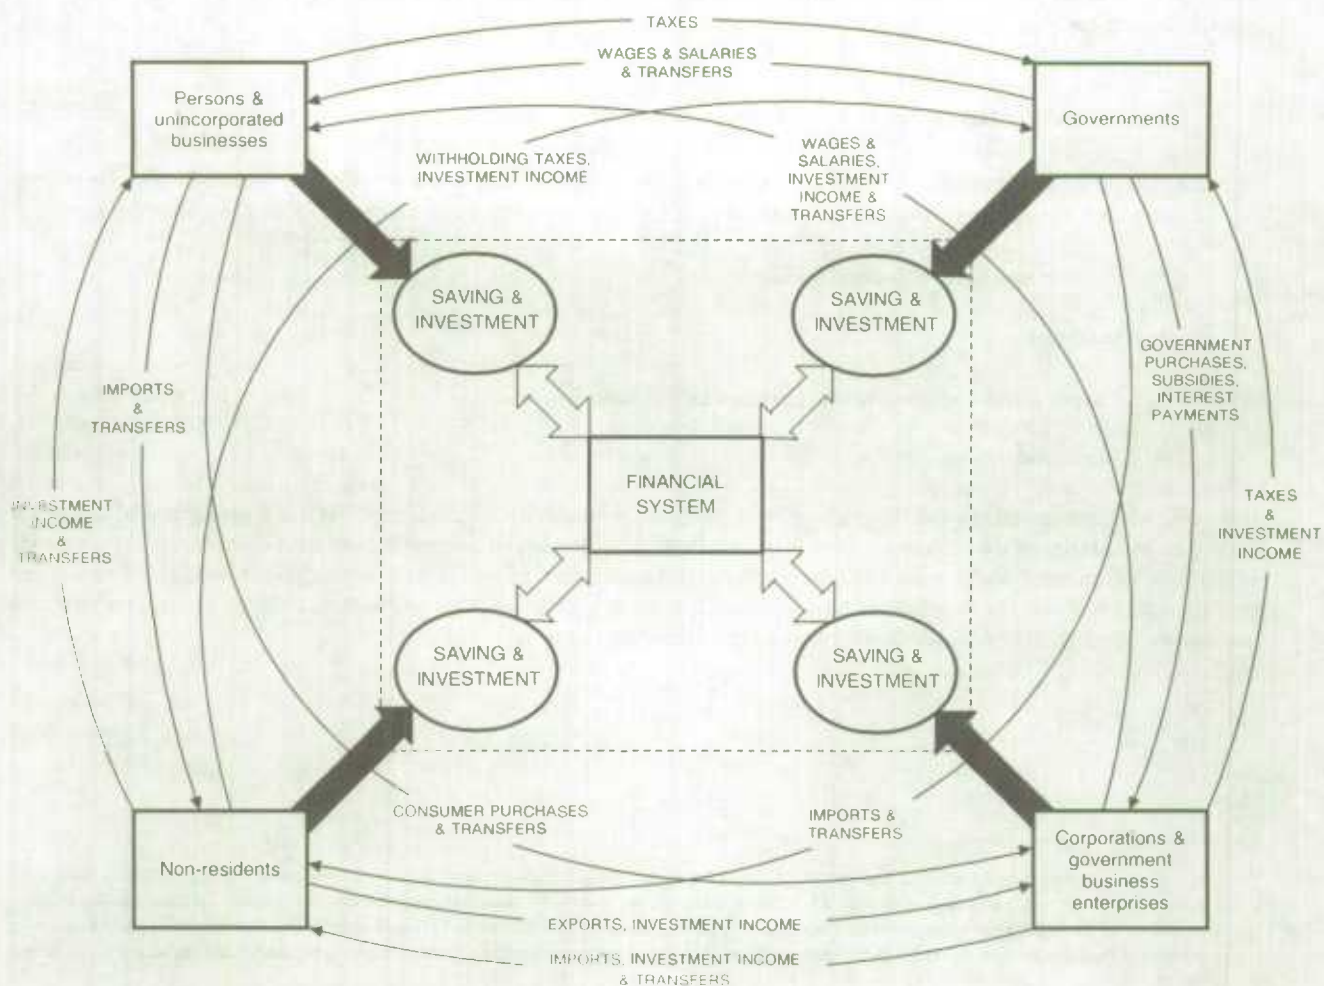 TAXES
WAGES & SALARIES
& TRANSFERS
Persons &
unincorporated
businesses
Governments
WITHHOLDING TAXES,
INVESTMENT INCOME
WAGES &
SALARIES,
INVESTMENT
INCOME &
TRANSFERS
SAVING &
INVESTMENT
SAVING &
INVESTMENT
IMPORTS
&
TRANSFERS
GOVERNMENT
PURCHASES,
SUBSIDIES,
INTEREST
PAYMENTS
FINANCIAL
SYSTEM
INVESTMENT
INCOME
&
TRANSFERS
TAXES
&
INVESTMENT
INCOME
SAVING &
INVESTMENT
SAVING &
INVESTMENT
CONSUMER PURCHASES
& TRANSFERS
IMPORTS &
TRANSFERS
Non-residents
Corporations &
government
business
enterprises
EXPORTS, INVESTMENT INCOME
IMPORTS, INVESTMENT INCOME
& TRANSFERS